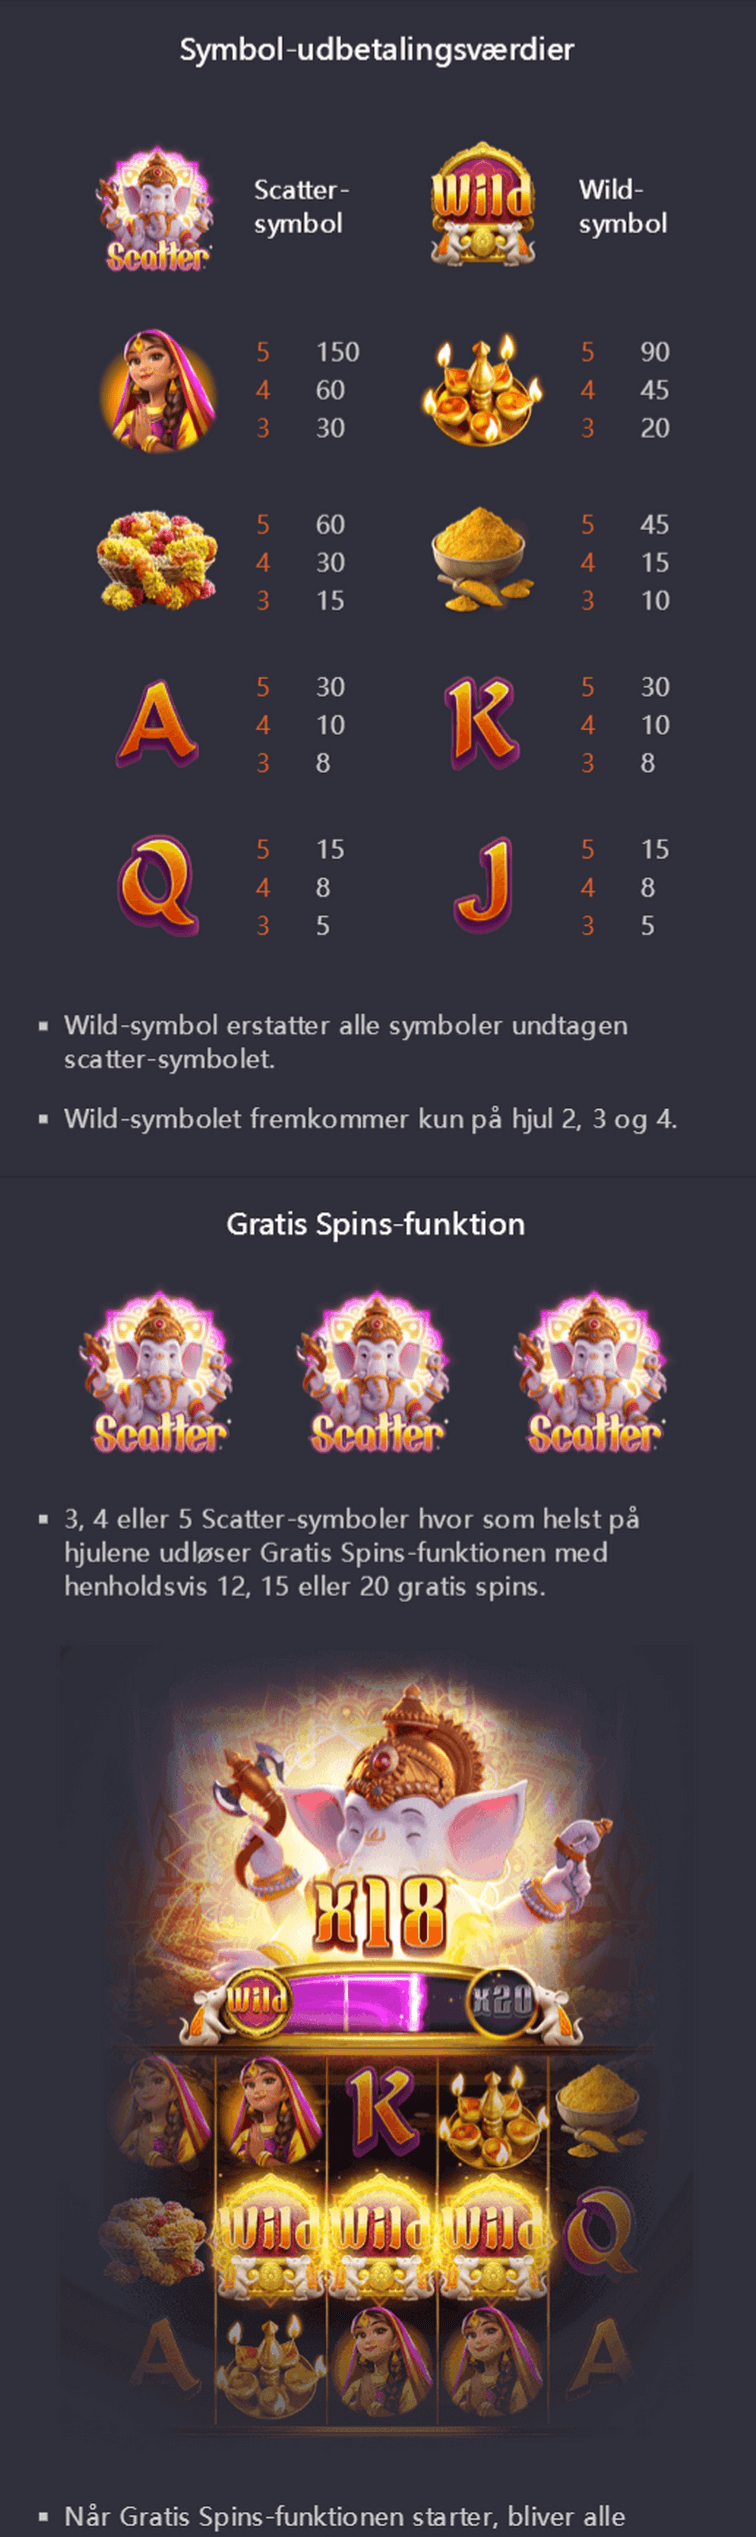 Symbol-udbetalingsværdier
Scatter-
symbol
Scatter
Wild-
symbol
Wild
5 150
4 60
3 30
5 90
4 45
3 20
5 60
4 30
3 15
5 45
4 15
3 10
A
5 30
4 10
3 8
K
5 30
4 10
3 8
Q
5 15
4 8
3 5
J
5 15
4 8
3 5
Wild-symbol erstatter alle symboler undtagen
scatter-symbolet.
Wild-symbolet fremkommer kun på hjul 2, 3 og 4.
Gratis Spins-funktion
Scatter Scatter Scatter
3, 4 eller 5 Scatter-symboler hvor som helst på
hjulene udløser Gratis Spins-funktionen med
henholdsvis 12, 15 eller 20 gratis spins.
x18
Wild x20
K
Wild Wild Wild Q
A A
Når Gratis Spins-funktionen starter, bliver alle